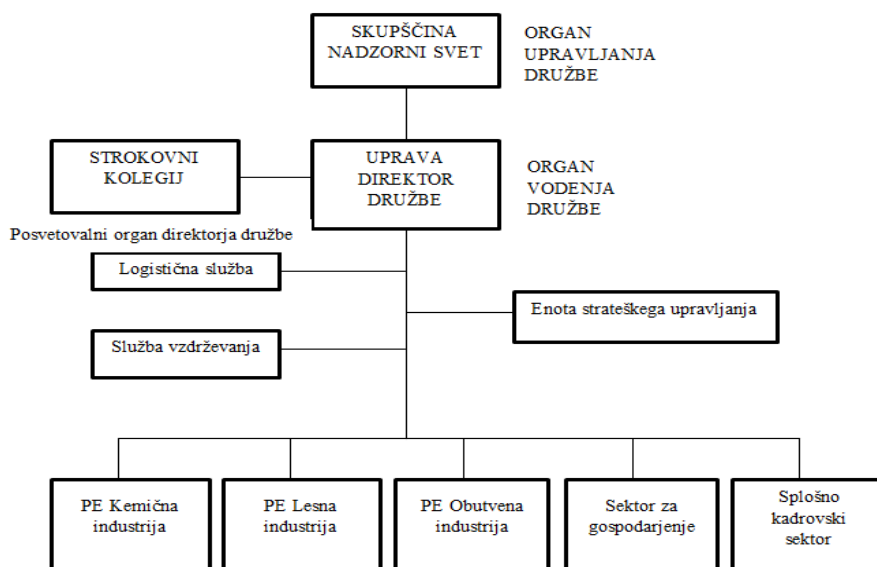 SKUPŠČINA
NADZORNI SVET
ORGAN
UPRAVLJANJA
DRUŽBE
STROKOVNI
KOLEGIJ
UPRAVA
DIREKTOR
DRUŽBE
ORGAN
VODENJA
DRUŽBE
Posvetovalni organ direktorja družbe
Logistična služba
Enota strateškega upravljanja
Služba vzdrževanja
PE Kemična
industrija
PE Lesna
industrija
PE Obutvena
industrija
Sektor za
gospodarjenje
Splošno
kadrovski
sektor